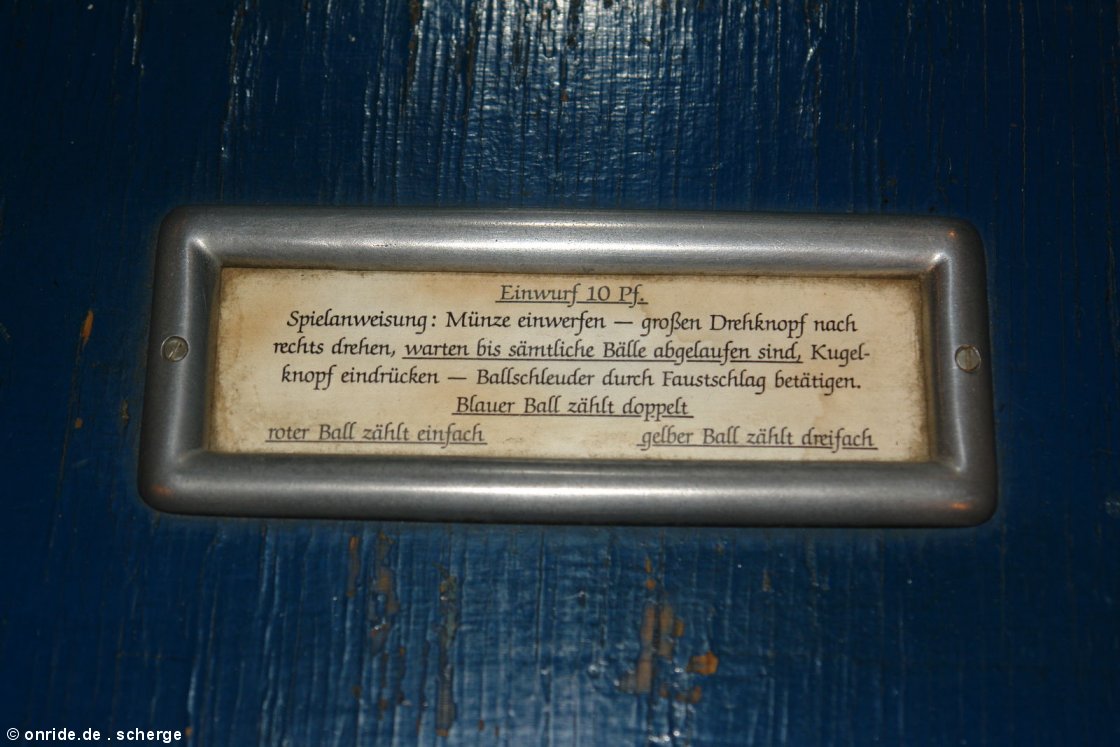 Einwurf 10 Pf.
Spielanweisung: Münze einwerfen — großen Drehknopf nach
rechts drehen, warten bis sämtliche Bälle abgelaufen sind, Kugel-
knopf eindrücken — Ballschleuder durch Faustschlag betätigen.
Blauer Ball zählt doppelt
roter Ball zählt einfach gelber Ball zählt dreifach
© onride.de . scherge